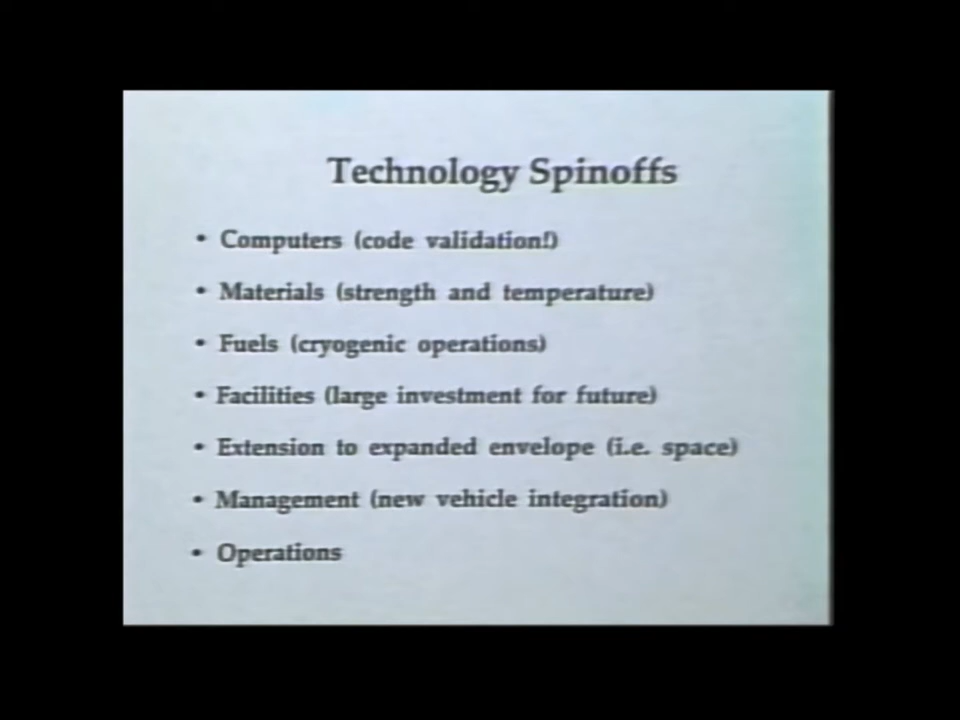 Technology Spinoffs
• Computers (code validation!)
• Materials (strength and temperature)
• Fuels (cryogenic operations)
• Facilities (large investment for future)
• Extension to expanded envelope (i.e. space)
• Management (new vehicle integration)
• Operations